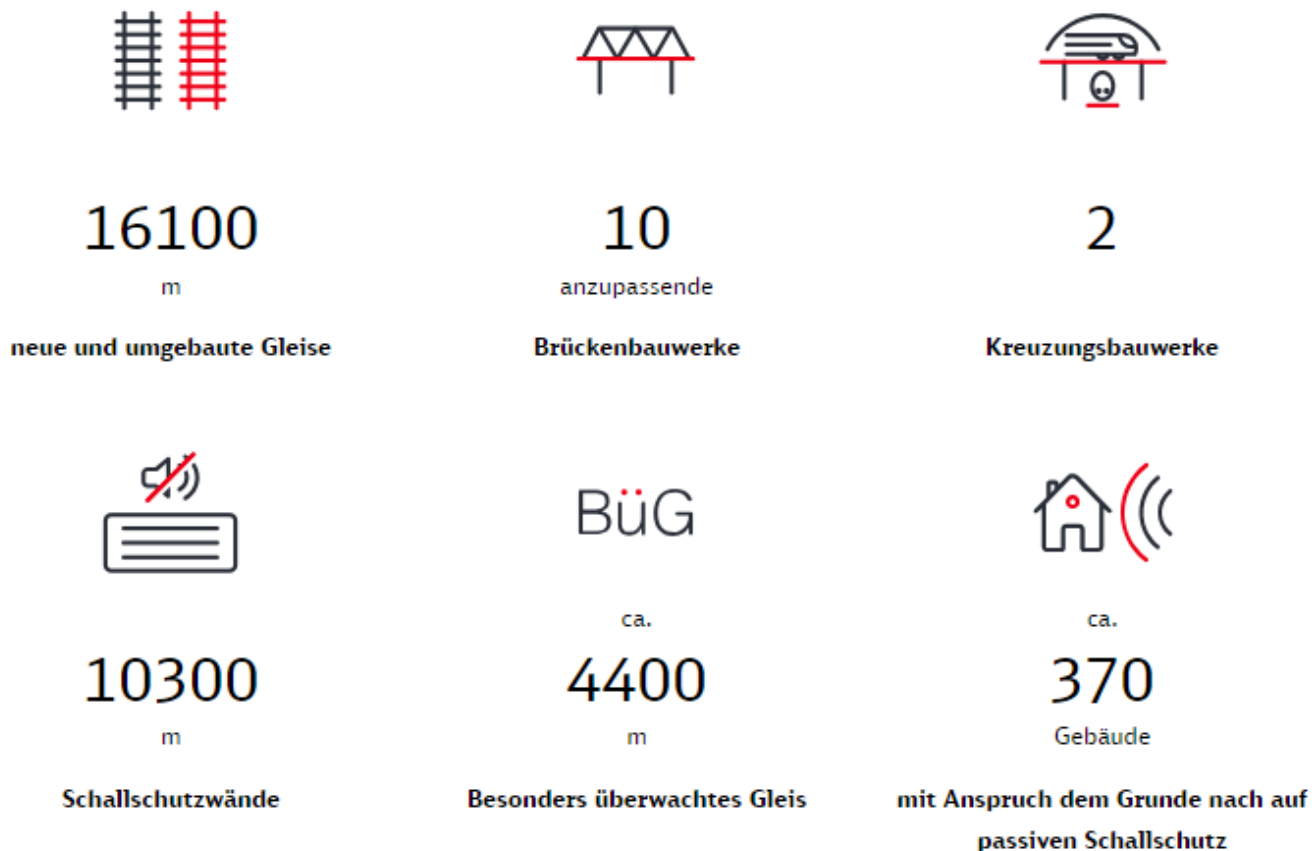 16100
m
neue und umgebaute Gleise
10
anzupassende
Brückenbauwerke
2
Kreuzungsbauwerke
10300
m
Schallschutzwände
BüG
ca.
4400
m
Besonders überwachtes Gleis
ca.
370
Gebäude
mit Anspruch dem Grunde nach auf
passiven Schallschutz